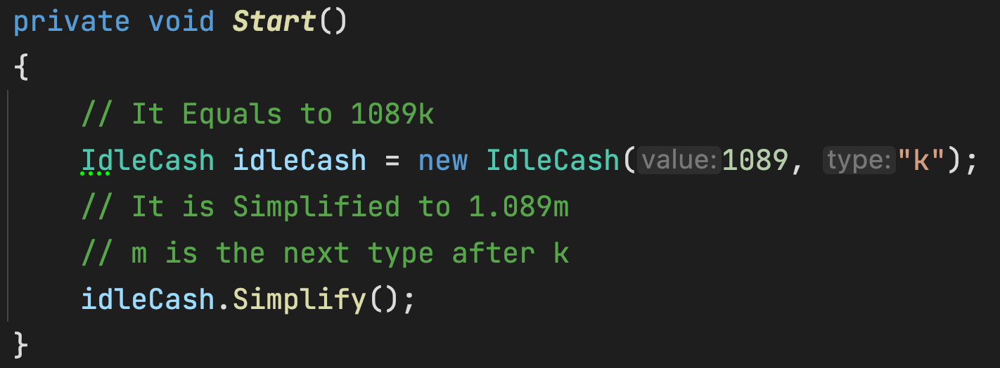 private void Start()
{
// It Equals to 1089k
IdleCash idleCash = new IdleCash(value:1089, type:"k");
// It is Simplified to 1.089m
// m is the next type after k
idleCash.Simplify();
}